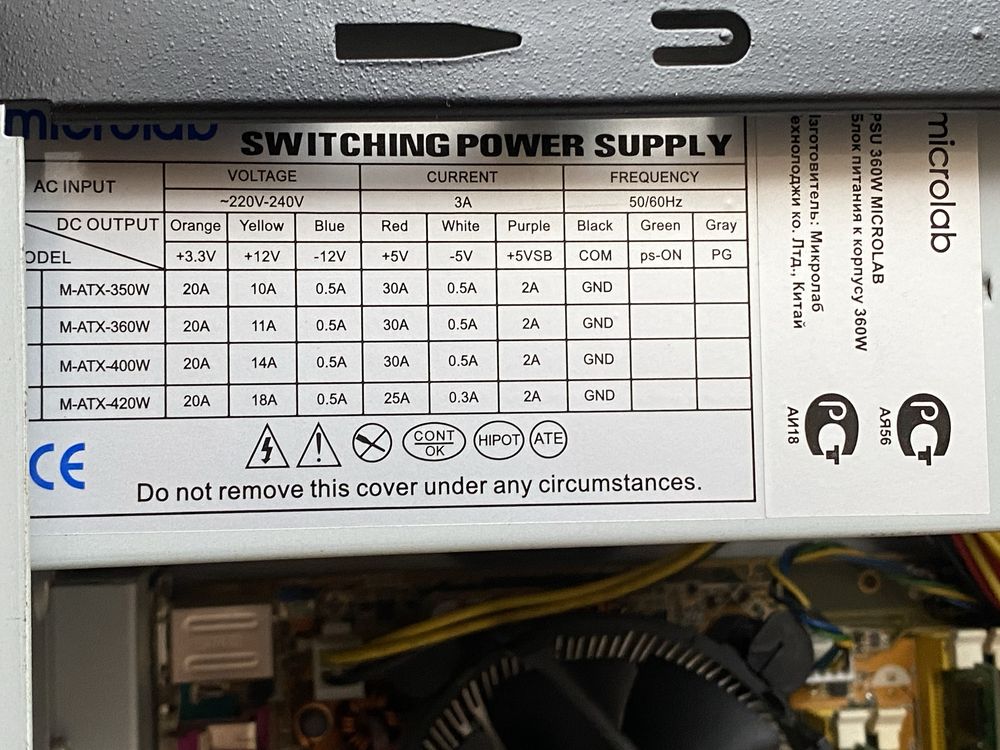 microlab
SWITCHING POWER SUPPLY
AC INPUT VOLTAGE CURRENT FREQUENCY
~220V-240V 3A 50/60Hz
DC OUTPUT Orange Yellow Blue Red White Purple Black Green Gray
ODEL +3.3V +12V -12V +5V -5V +5VSB COM ps-ON PG
M-ATX-350W 20A 10A 0.5A 30A 0.5A 2A GND
M-ATX-360W 20A 11A 0.5A 30A 0.5A 2A GND
M-ATX-400W 20A 14A 0.5A 30A 0.5A 2A GND
M-ATX-420W 20A 18A 0.5A 25A 0.3A 2A GND
CE
CONT
OK
HIPOT
ATE
Do not remove this cover under any circumstances.
microlab
PSU 360W MICROLAB
Блок питания к корпусу 360W
Изготовитель: Микролаб
ехнолоджи ко. Лтд., Китай
РСТ
АЯ56
РСТ
АИ18